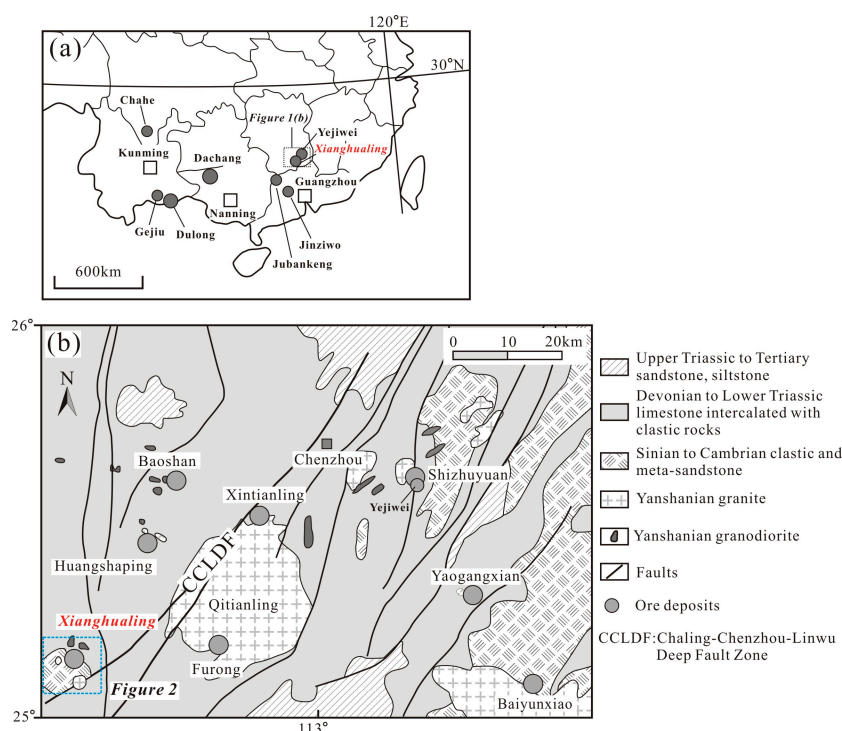 120°E
(a)
30°N
Chahe
Figure 1(b)
Yejiwei
Xianghualing
Kunming
Dachang
Guangzhou
Nanning
Gejiu
Dulong
Jinziwo
Jubankeng
600km
26°
(b)
0 10 20km
N
Upper Triassic to Tertiary
sandstone, siltstone
Devonian to Lower Triassic
limestone intercalated with
clastic rocks
Sinian to Cambrian clastic and
meta-sandstone
Yanshanian granite
Yanshanian granodiorite
Faults
Ore deposits
CCLDF:Chaling-Chenzhou-Linwu
Deep Fault Zone
Baoshan
Chenzhou
Shizhuyuan
Xintianling
Yejiwei
Huangshaping
CCLDF
Yaogangxian
Qitianling
Xianghualing
Furong
Figure 2
Baiyunxiao
25°
113°